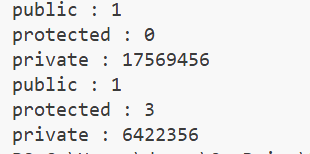 public : 1
protected : 0
private : 17569456
public : 1
protected : 3
private : 6422356